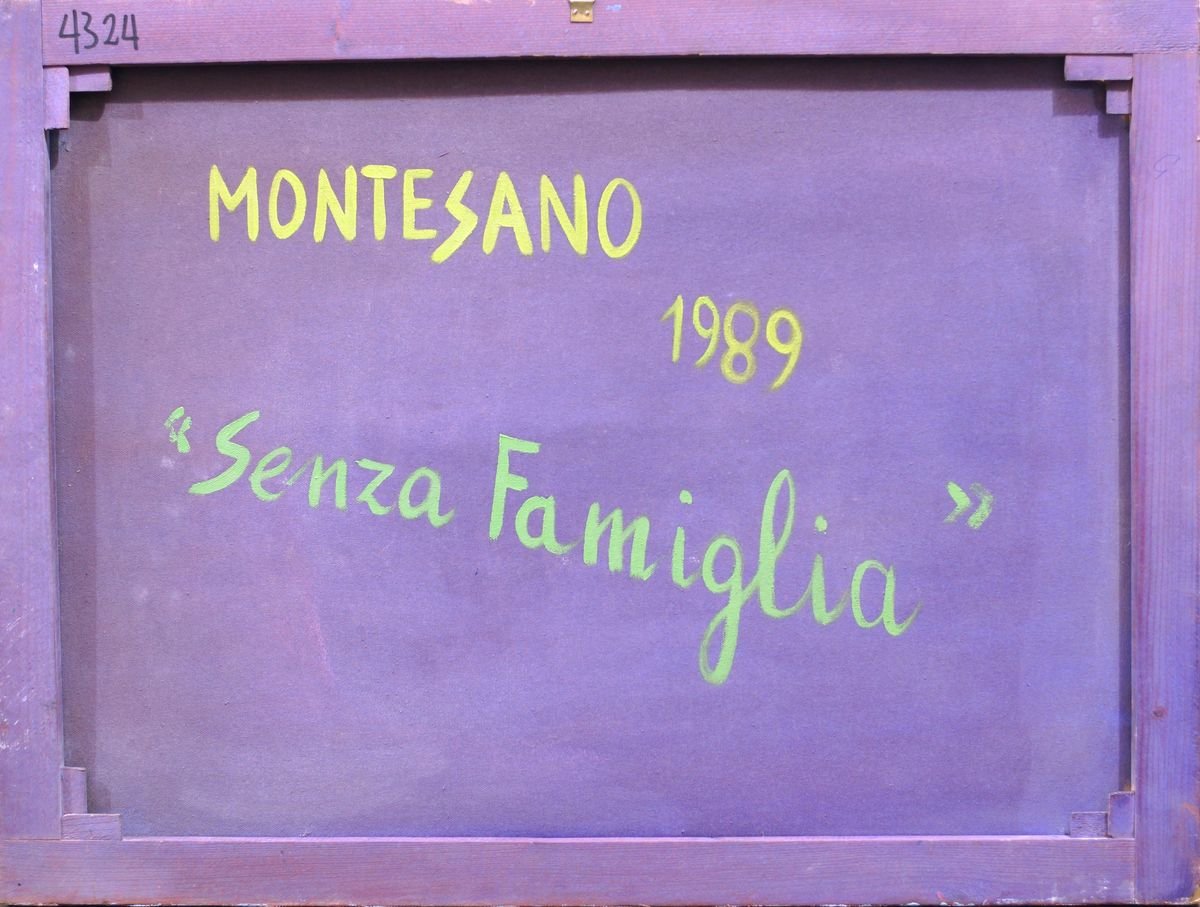 4324
MONTESANO
1989
«Senza Famiglia»